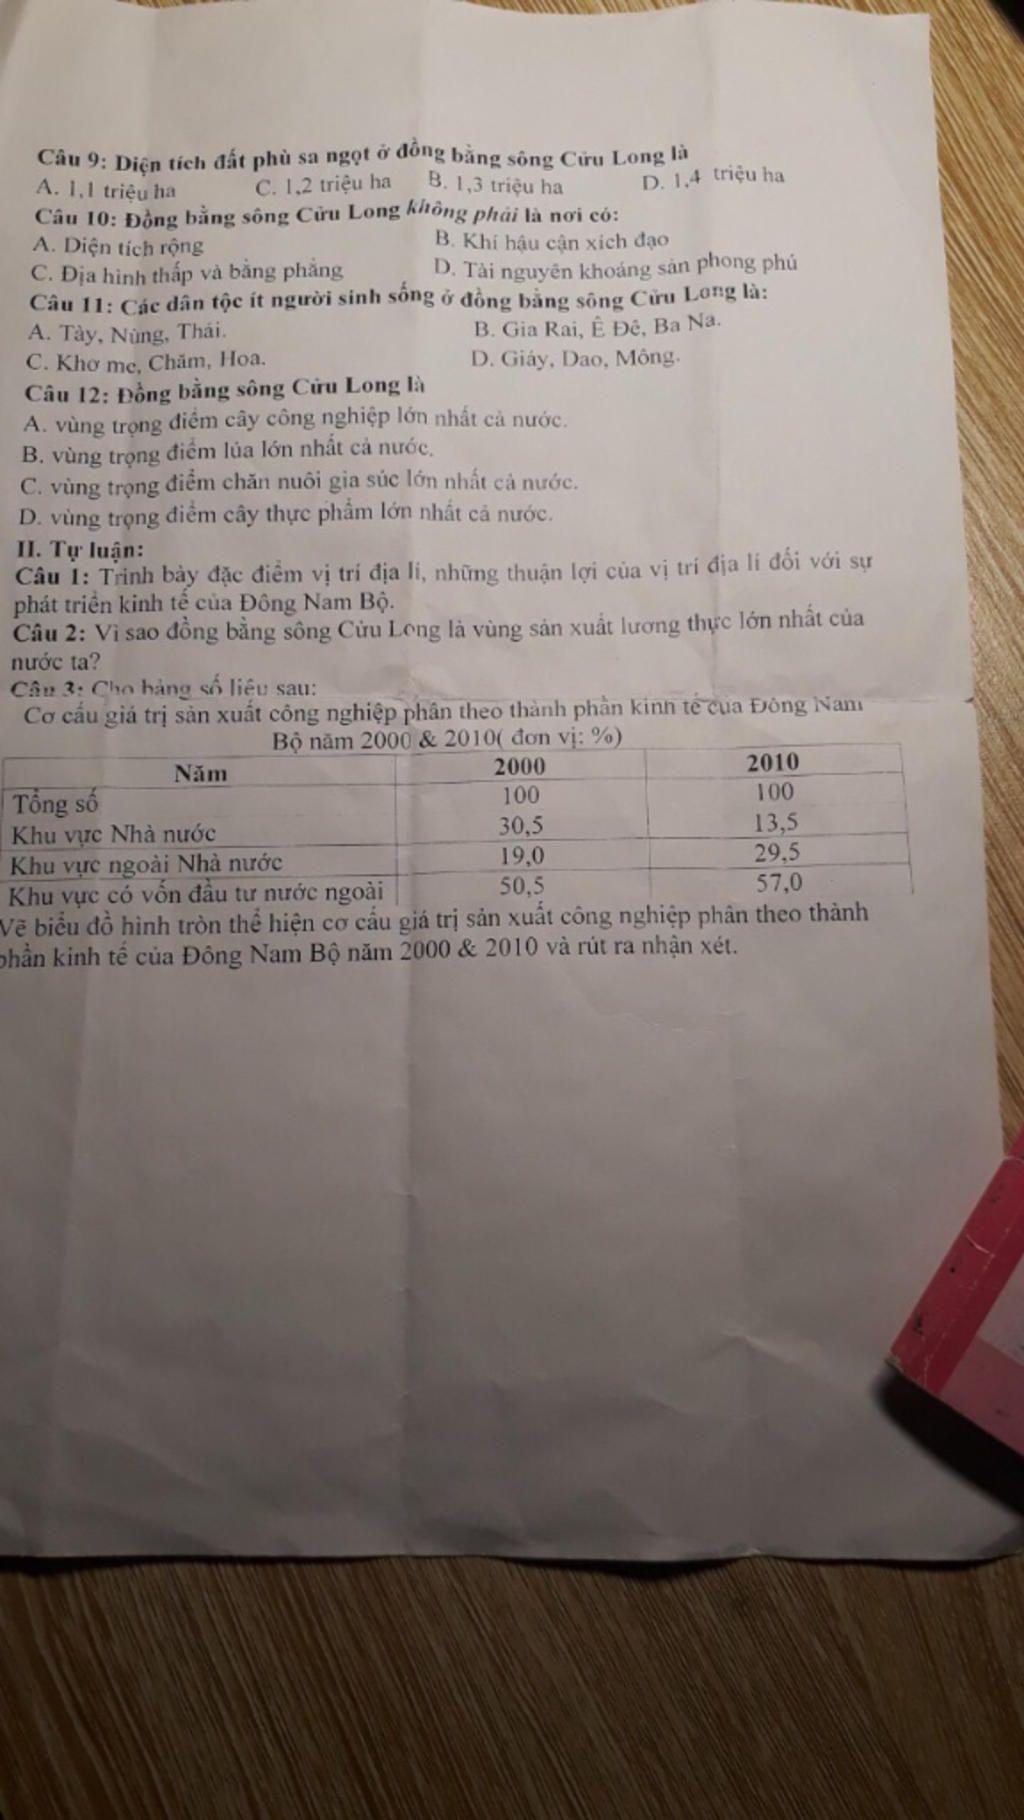 Câu 9: Diện tích đất phù sa ngọt ở đồng bằng sông Cửu Long là
A. 1,1 triệu ha C. 1,2 triệu ha B. 1,3 triệu ha D. 1,4 triệu ha
Câu 10: Đồng bằng sông Cửu Long không phải là nơi có:
A. Diện tích rộng B. Khí hậu cận xích đạo
C. Địa hình thấp và bằng phẳng D. Tài nguyên khoáng sản phong phú
Câu 11: Các dân tộc ít người sinh sống ở đồng bằng sông Cửu Long là:
A. Tày, Nùng, Thái. B. Gia Rai, Ê Đê, Ba Na.
C. Khơ me, Chăm, Hoa. D. Giáy, Dao, Mông.
Câu 12: Đồng bằng sông Cửu Long là
A. vùng trọng điểm cây công nghiệp lớn nhất cả nước.
B. vùng trọng điểm lúa lớn nhất cả nước.
C. vùng trọng điểm chăn nuôi gia súc lớn nhất cả nước.
D. vùng trọng điểm cây thực phẩm lớn nhất cả nước.
II. Tự luận:
Câu 1: Trình bày đặc điểm vị trí địa lí, những thuận lợi của vị trí địa lí đối với sự
phát triển kinh tế của Đông Nam Bộ.
Câu 2: Vì sao đồng bằng sông Cửu Long là vùng sản xuất lương thực lớn nhất của
nước ta?
Câu 3: Cho bảng số liệu sau:
Cơ cấu giá trị sản xuất công nghiệp phân theo thành phần kinh tế của Đông Nam
Bộ năm 2000 & 2010( đơn vị: %)
Năm 2000 2010
Tổng số 100 100
Khu vực Nhà nước 30,5 13,5
Khu vực ngoài Nhà nước 19,0 29,5
Khu vực có vốn đầu tư nước ngoài 50,5 57,0
Vẽ biểu đồ hình tròn thể hiện cơ cấu giá trị sản xuất công nghiệp phân theo thành
phần kinh tế của Đông Nam Bộ năm 2000 & 2010 và rút ra nhận xét.